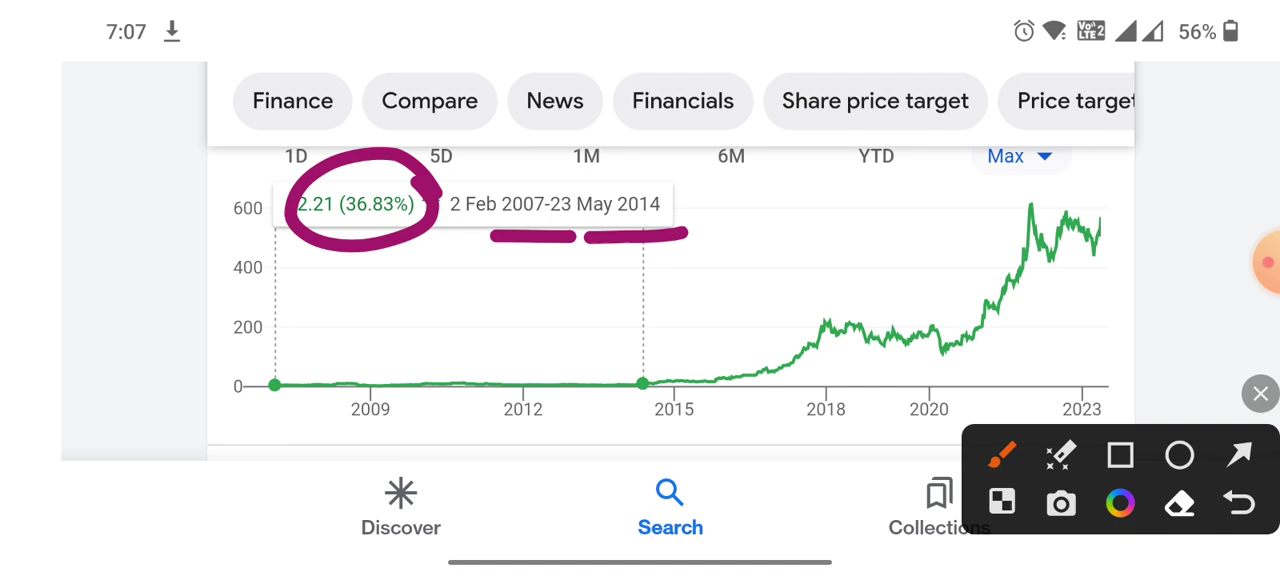 7:07 Vo) LTE2 56%
Finance Compare News Financials Share price target Price target
1D 5D 1M 6M YTD Max
2.21 (36.83%) 2 Feb 2007-23 May 2014
600
400
200
0
2009 2012 2015 2018 2020 2023
Discover Search Collections